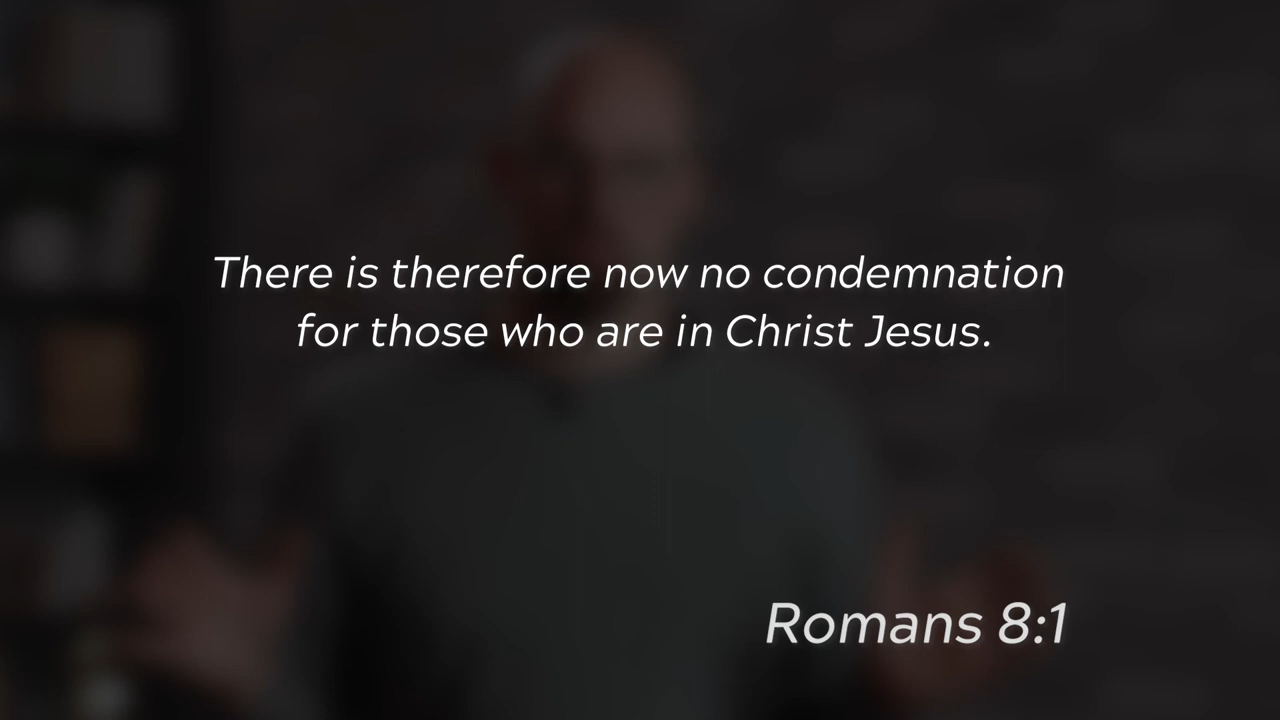 There is therefore now no condemnation
for those who are in Christ Jesus.
Romans 8:1